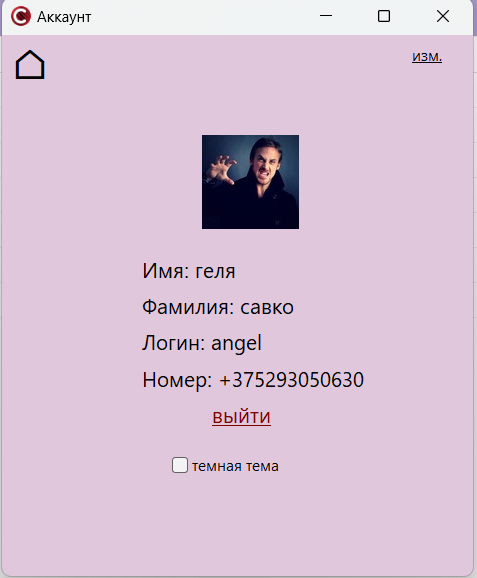 Аккаунт
изм.
Имя: геля
Фамилия: савко
Логин: angel
Номер: +375293050630
выйти
темная тема